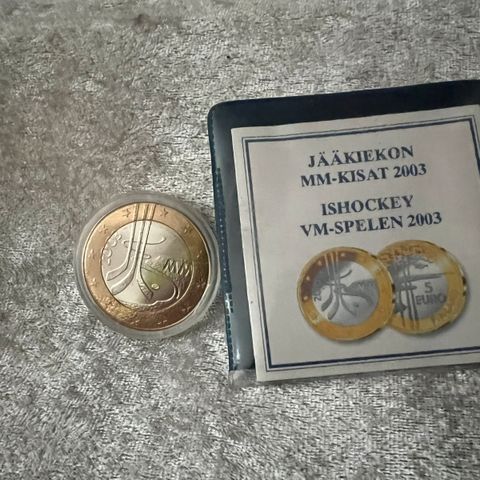 JÄÄKIEKON
MM-KISAT 2003
ISHOCKEY
VM-SPELEN 2003
5
EURO